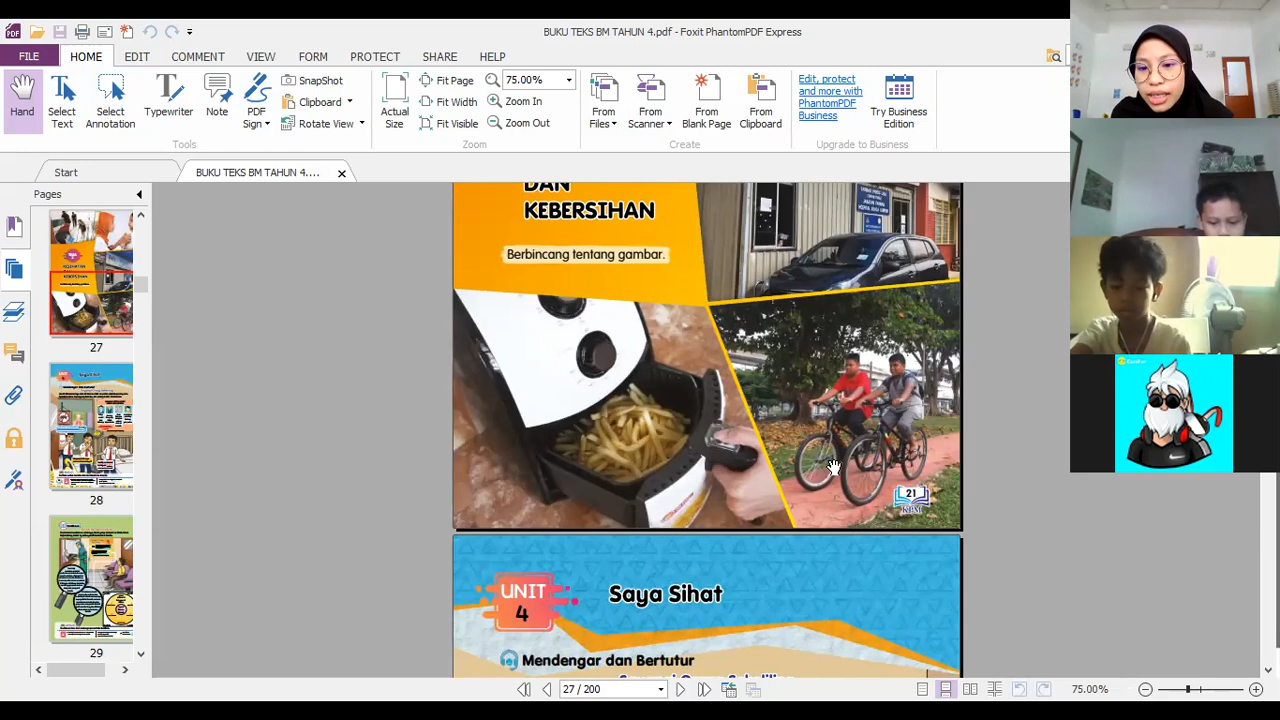 BUKU TEKS BM TAHUN 4.pdf - Foxit PhantomPDF Express
FILE HOME EDIT COMMENT VIEW FORM PROTECT SHARE HELP
Hand
Select Text
Select Annotation
Typewriter
Note
PDF Sign
SnapShot
Clipboard
Rotate View
Tools
Actual Size
Fit Page
Fit Width
Fit Visible
75.00%
Zoom In
Zoom Out
Zoom
From Files
From Scanner
From Blank Page
From Clipboard
Create
Edit, protect
and more with
PhantomPDF
Business
Try Business Edition
Upgrade to Business
Start
BUKU TEKS BM TAHUN 4....
Pages
27
28
29
DAN
KEBERSIHAN
Berbincang tentang gambar.
21
KPM
UNIT
4
Saya Sihat
Mendengar dan Bertutur
27 / 200
75.00%